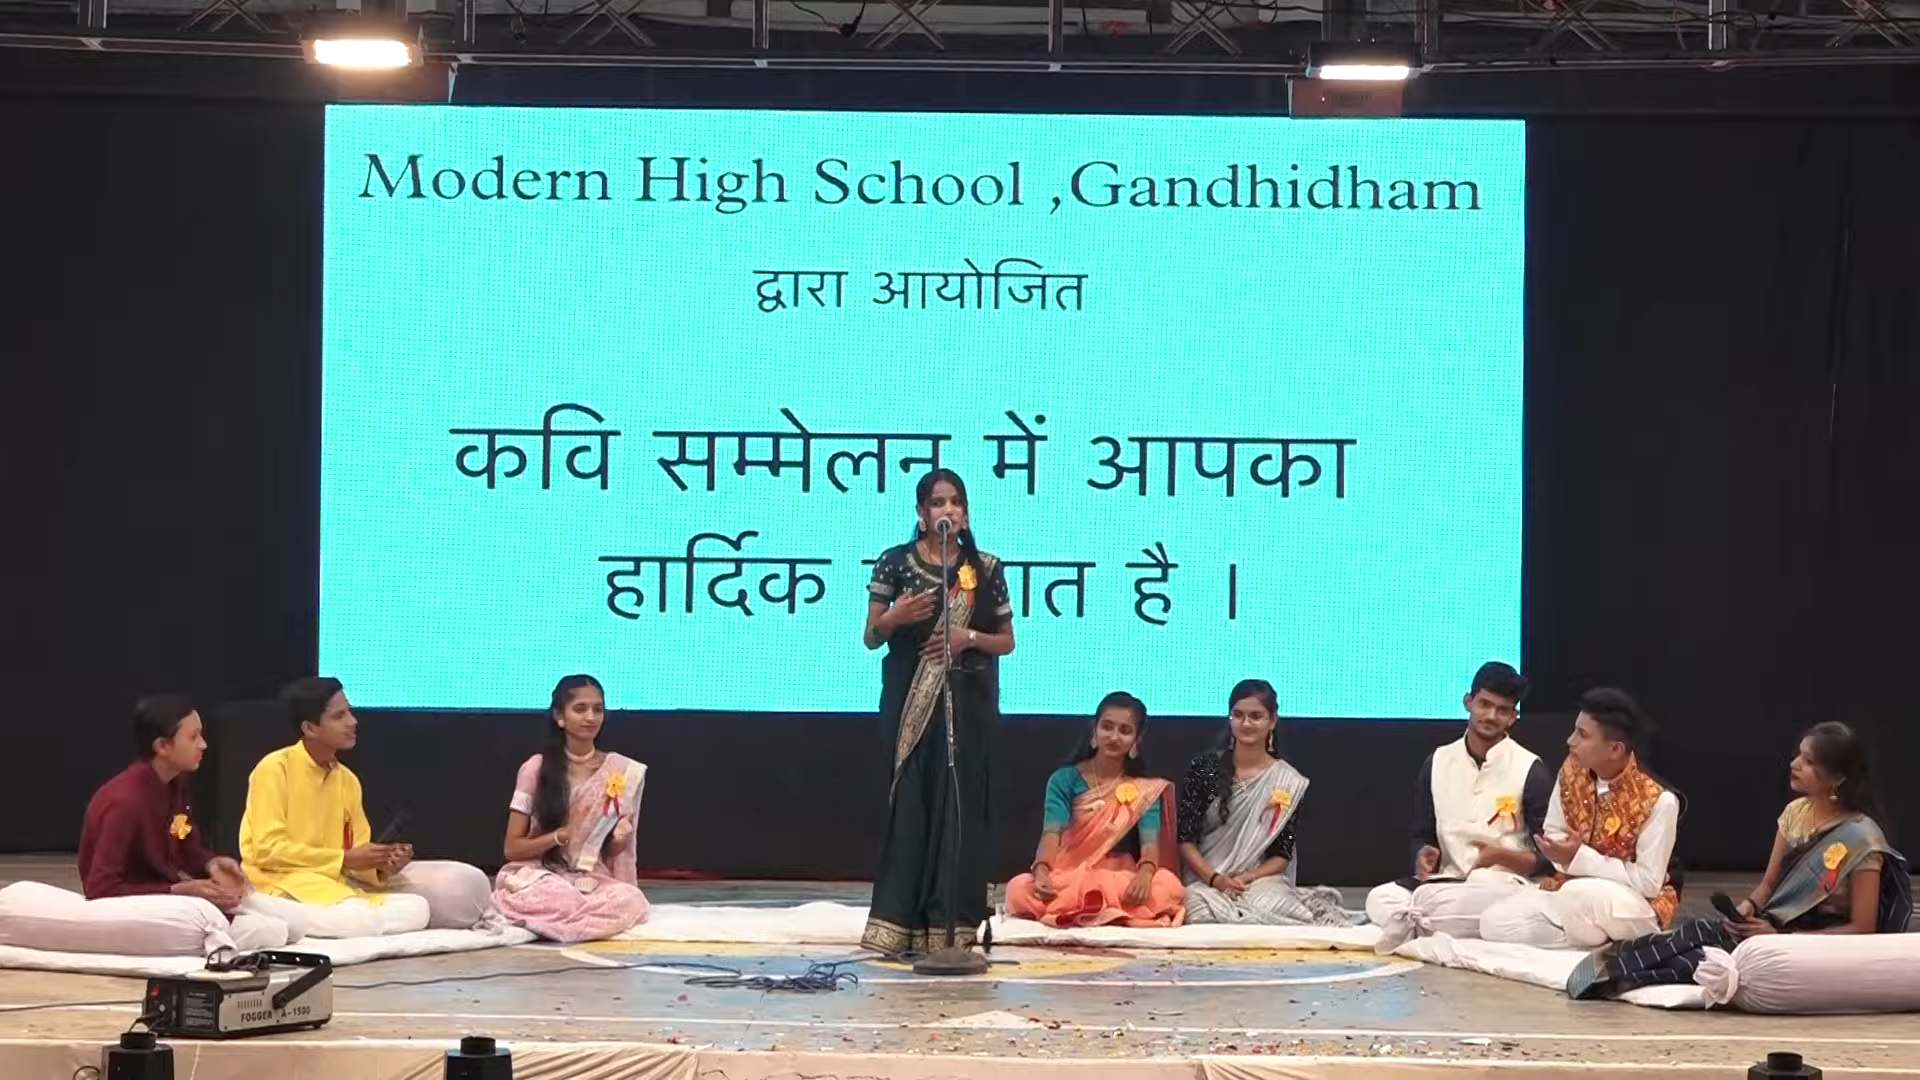 Modern High School ,Gandhidham
द्वारा आयोजित
कवि सम्मेलन में आपका
हार्दिक है ।
FOGGER A-1500